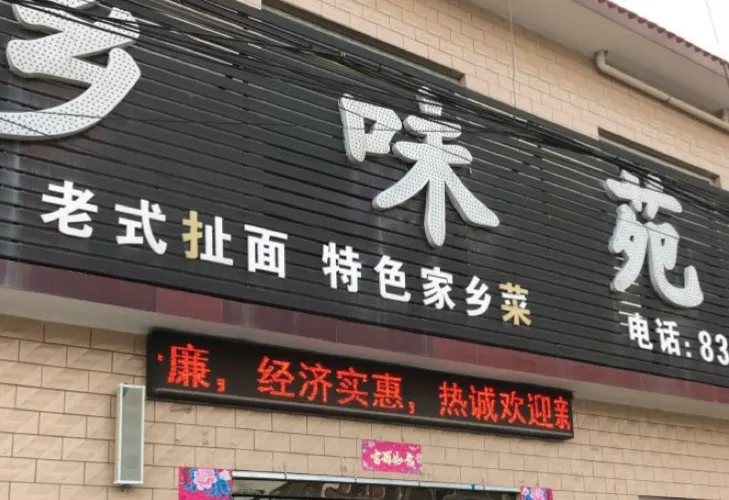 乡味苑
老式扯面 特色家乡菜
电话:83
廉,经济实惠,热诚欢迎亲